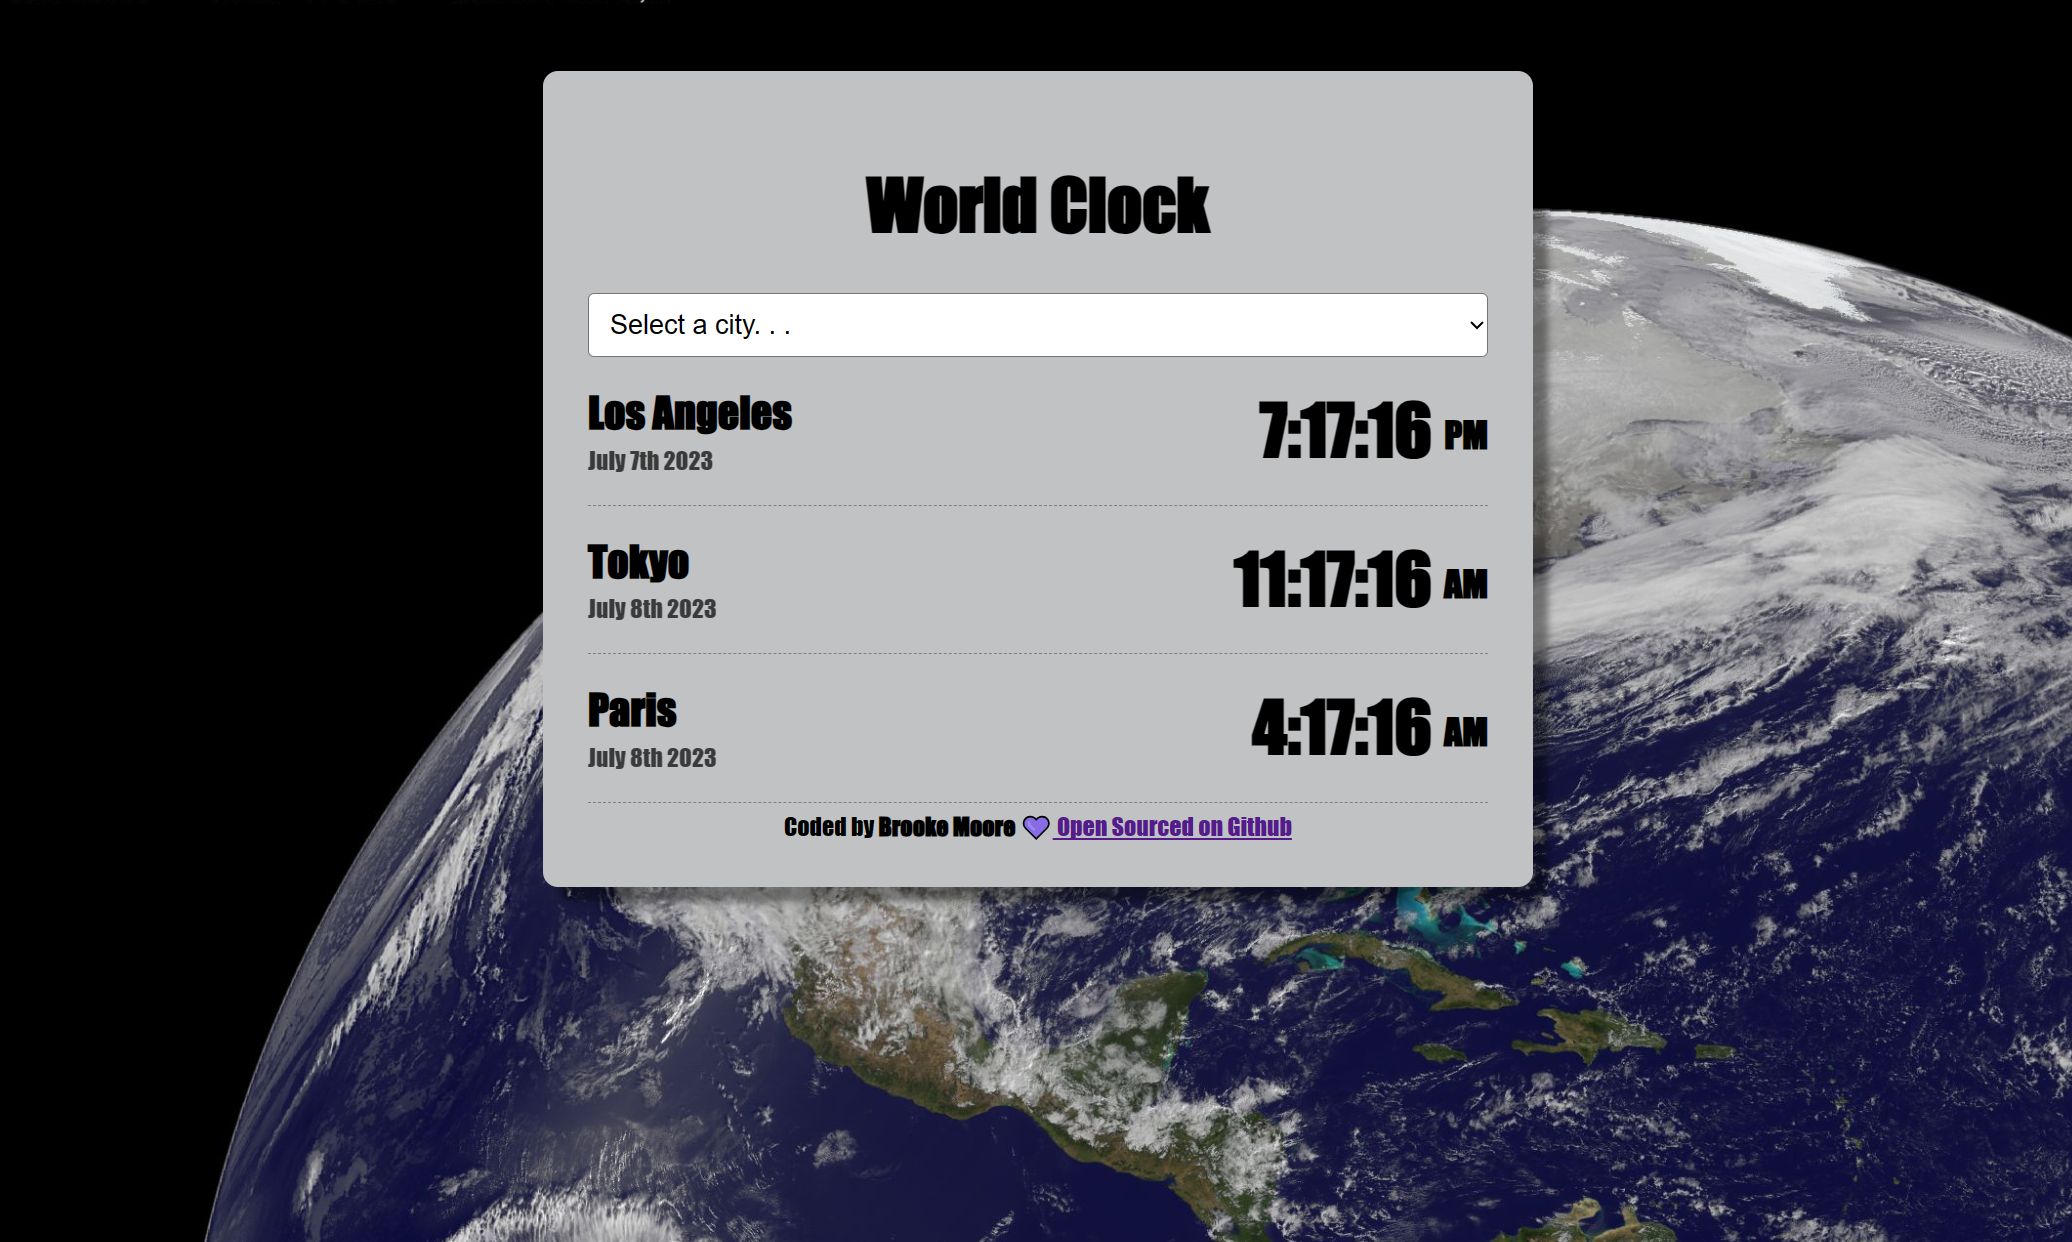 World Clock
Select a city. . .
Los Angeles
7:17:16 PM
July 7th 2023
Tokyo
11:17:16 AM
July 8th 2023
Paris
4:17:16 AM
July 8th 2023
Coded by Brooke Moore 💜 Open Sourced on Github